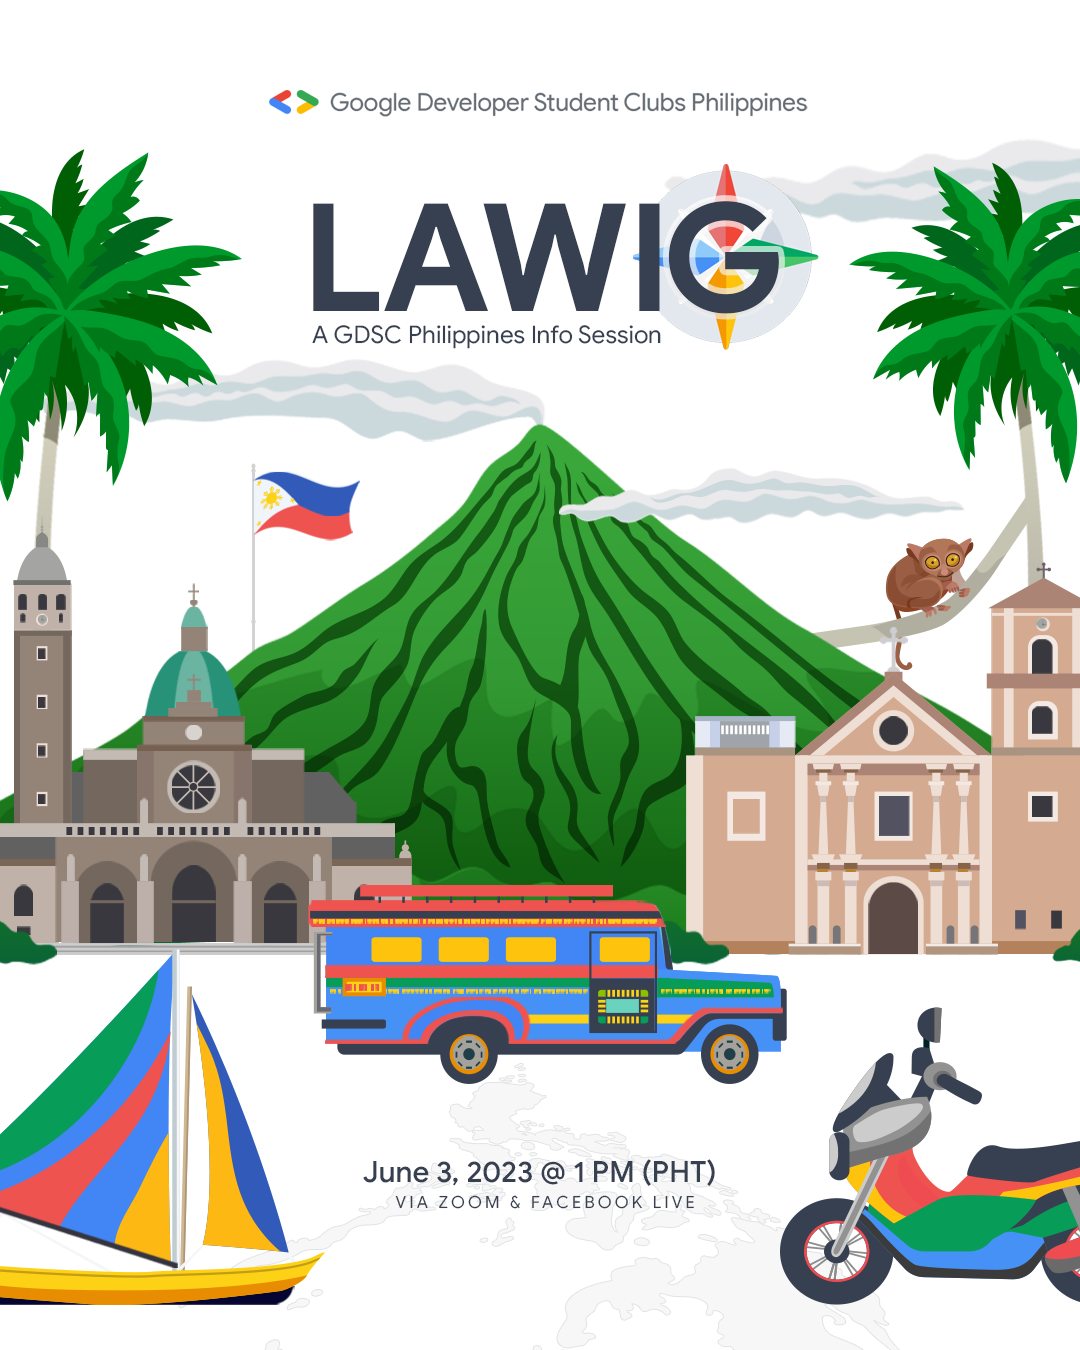 Google Developer Student Clubs Philippines
LAWIG
A GDSC Philippines Info Session
June 3, 2023 @ 1 PM (PHT)
VIA ZOOM & FACEBOOK LIVE